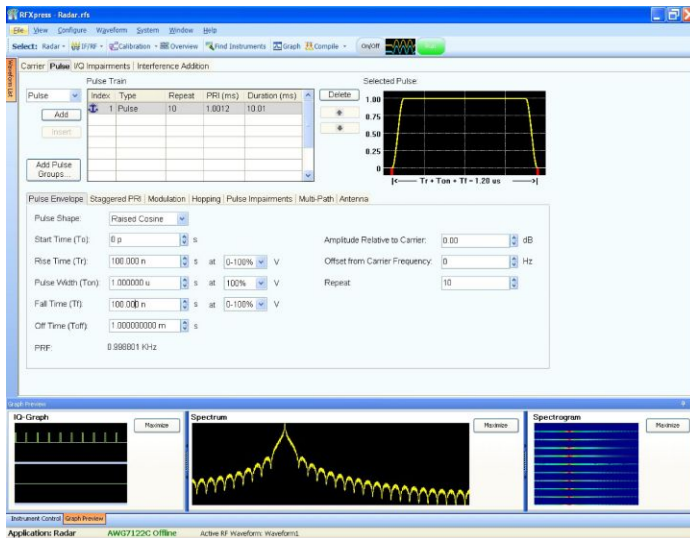 RFXpress - Radar.rfs
File View Configure Waveform System Window Help
Select: Radar - IF/RF - Calibration - Overview Find Instruments Graph Compile - On/Off
Waveform List
Carrier Pulse I/Q Impairments Interference Addition
Pulse Train
Selected Pulse:
Pulse
Index Type Repeat PRI (ms) Duration (ms)
1 Pulse 10 1.0012 10.01
Add
Insert
Add Pulse Groups...
Delete
1.00
0.75
0.50
0.25
0
Tr + Ton + Tf = 1.20 us
Pulse Envelope Staggered PRI Modulation Hopping Pulse Impairments Multi-Path Antenna
Pulse Shape: Raised Cosine
Start Time (To): 0 p s Amplitude Relative to Carrier: 0.00 dB
Rise Time (Tr): 100.000 n s at 0-100% V Offset from Carrier Frequency: 0 Hz
Pulse Width (Ton): 1.000000 u s at 100% V Repeat 10
Fall Time (Tf): 100.000 n s at 0-100% V
Off Time (Toff): 1.000000000 m s
PRF: 0.998801 KHz
Graph Preview
IQ-Graph Maximize
Spectrum Maximize
Spectrogram Maximize
Instrument Control Graph Preview
Application: Radar AWG7122C Offline Active RF Waveform: Waveform1